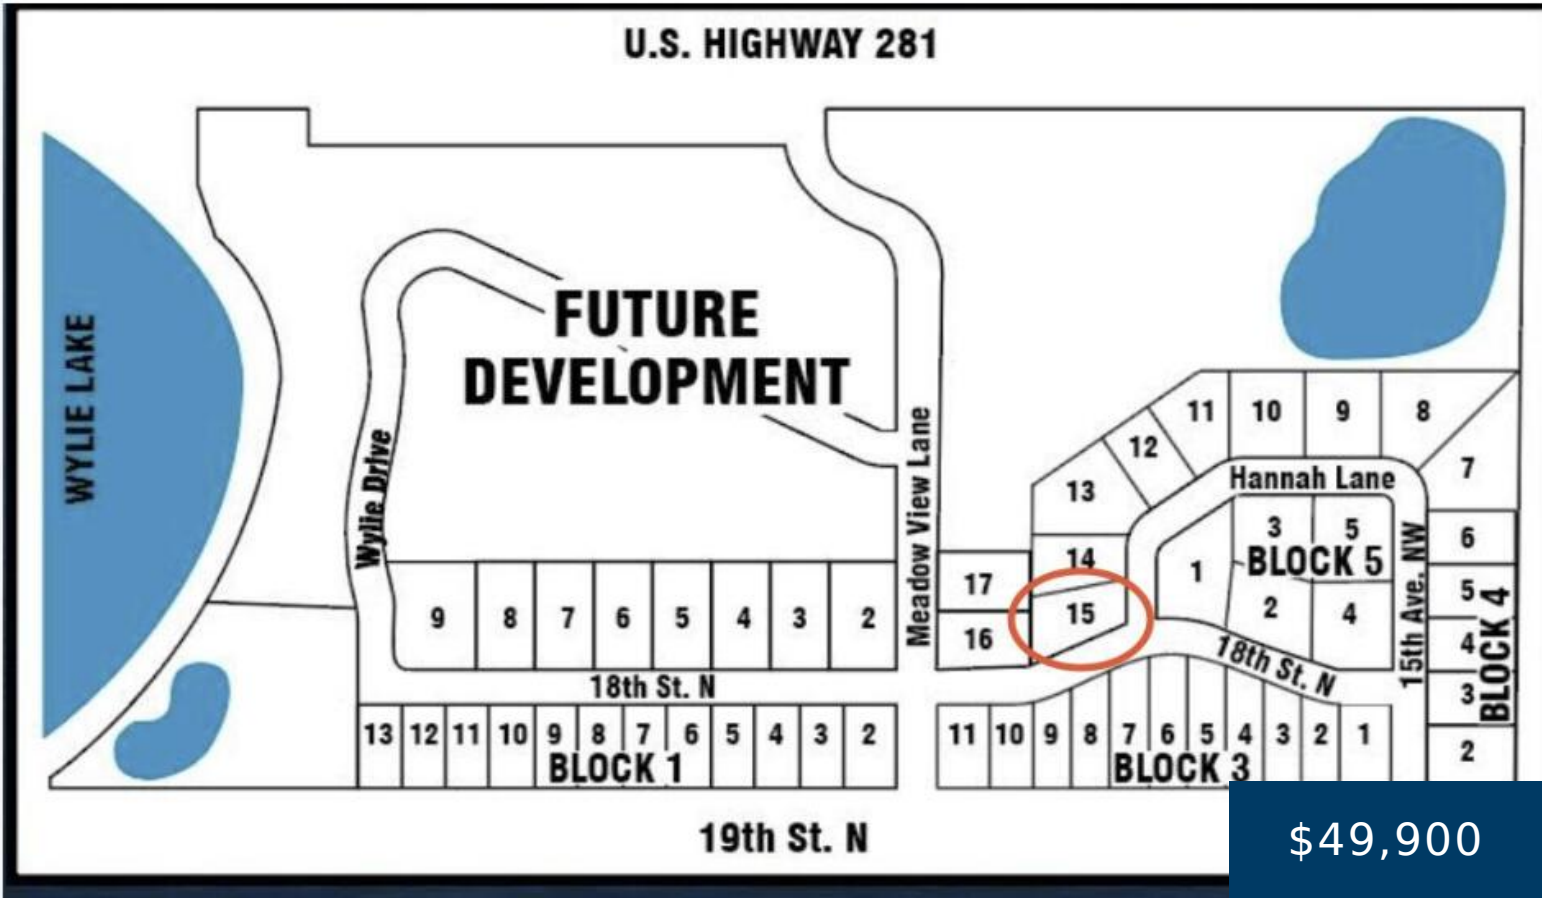 U.S. HIGHWAY 281
WYLIE LAKE
FUTURE
DEVELOPMENT
Wylie Drive
Meadow View Lane
11 10 9 8
12
7
Hannah Lane
13
3 5
6
BLOCK 5
14
1
17
15th Ave. NW
5
9 8 7 6 5 4 3 2
15
2 4
BLOCK 4
16
4
18th St. N
18th St. N
3
13 12 11 10 9 8 7 6 5 4 3 2
11 10 9 8 7 6 5 4 3 2 1
2
BLOCK 1
BLOCK 3
19th St. N
$49,900